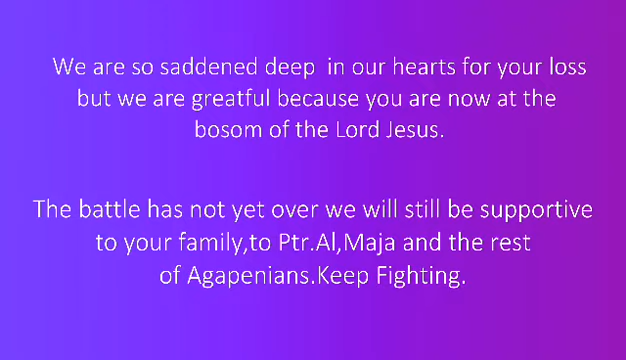 We are so saddened deep  in our hearts for your loss
but we are greatful because you are now at the
bosom of the Lord Jesus.
The battle has not yet over we will still be supportive
to your family,to Ptr.Al,Maja and the rest
of Agapenians.Keep Fighting.